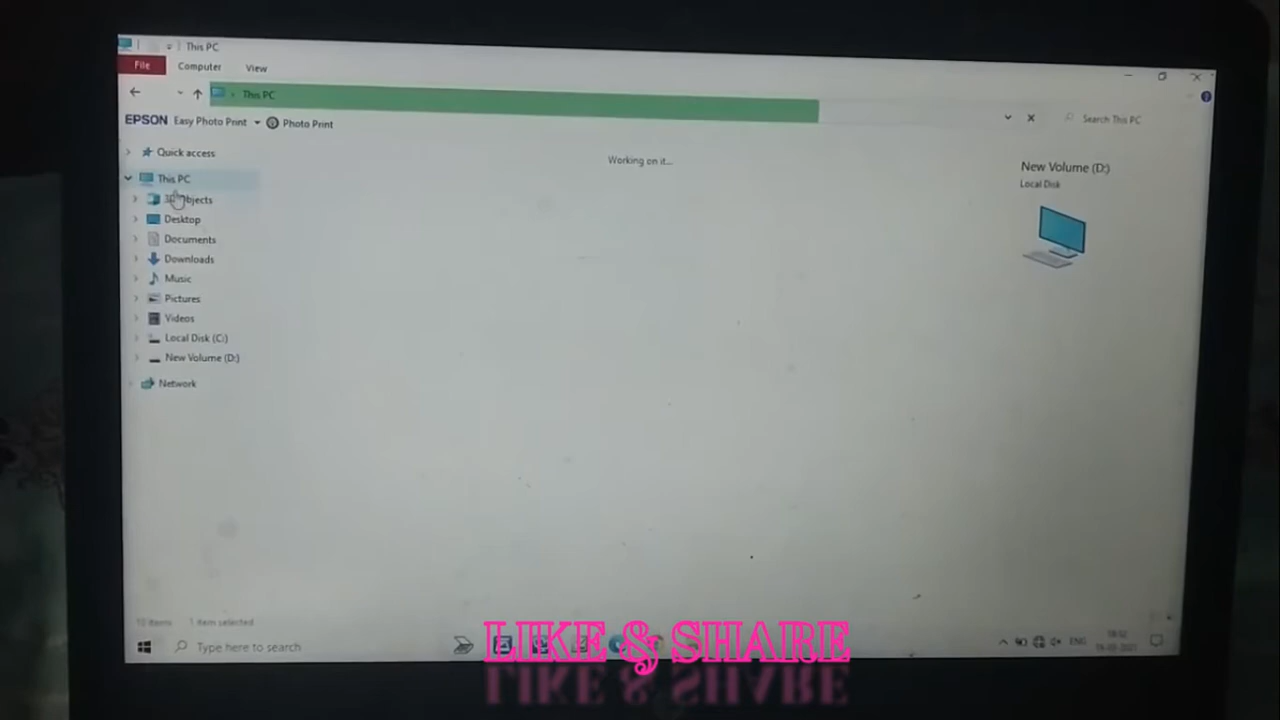 This PC
File Computer View
This PC
Search This PC
EPSON Easy Photo Print Photo Print
Quick access
Working on it...
New Volume (D:)
Local Disk
This PC
3D Objects
Desktop
Documents
Downloads
Music
Pictures
Videos
Local Disk (C:)
New Volume (D:)
Network
10 items 1 item selected
Type here to search
ENG
LIKE & SHARE